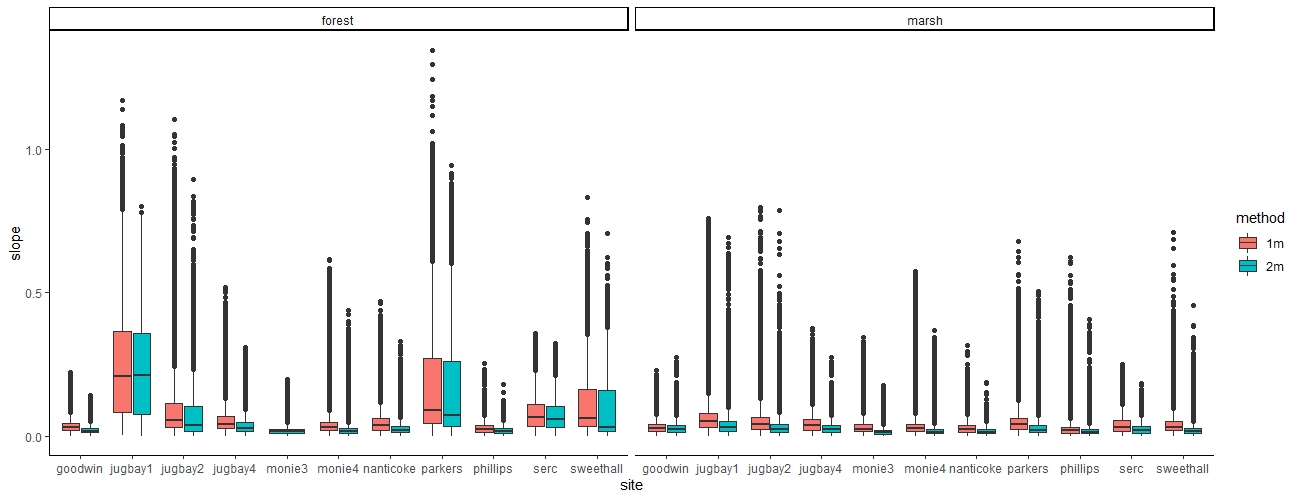 forest
marsh
slope
1.0
0.5
0.0
goodwin jugbay1 jugbay2 jugbay4 monie3 monie4 nanticoke parkers phillips serc sweethall
goodwin jugbay1 jugbay2 jugbay4 monie3 monie4 nanticoke parkers phillips serc sweethall
site
method
1m
2m